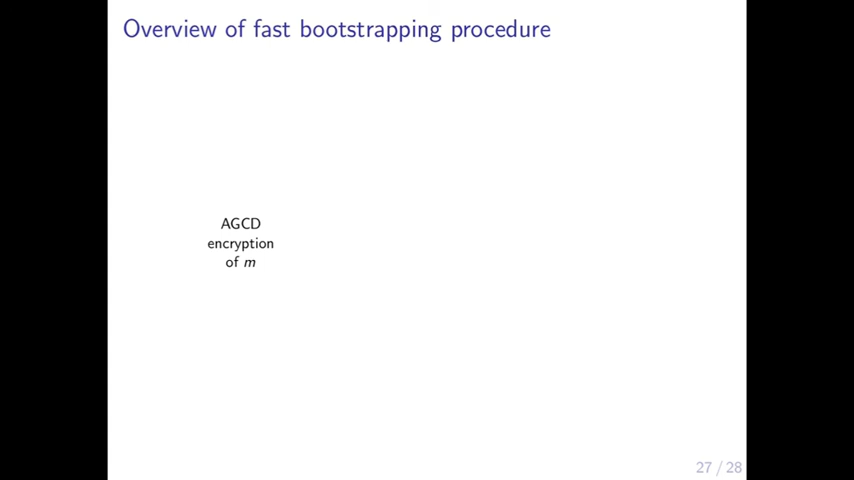 Overview of fast bootstrapping procedure
AGCD
encryption
of m
27 / 28